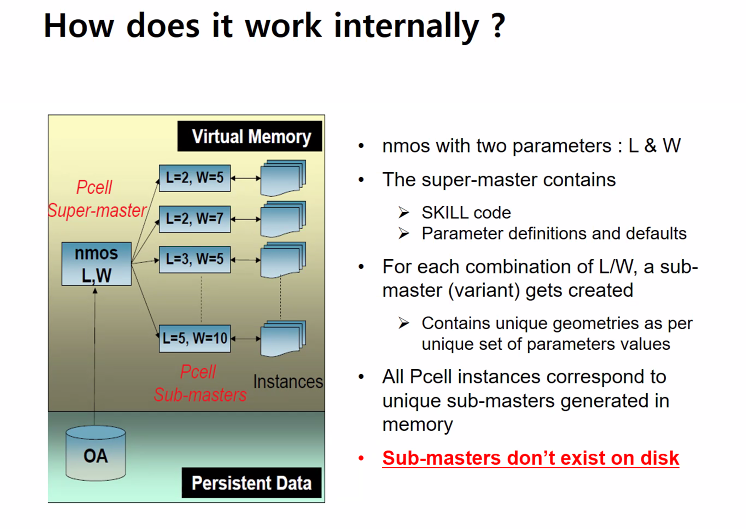 How does it work internally ?
Virtual Memory
Pcell
Super-master
nmos
L,W
L=2, W=5
L=2, W=7
L=3, W=5
L=5, W=10
Pcell
Sub-masters
Instances
OA
Persistent Data
• nmos with two parameters : L & W
• The super-master contains
➢ SKILL code
➢ Parameter definitions and defaults
• For each combination of L/W, a sub-
master (variant) gets created
➢ Contains unique geometries as per
unique set of parameters values
• All Pcell instances correspond to
unique sub-masters generated in
memory
• Sub-masters don’t exist on disk